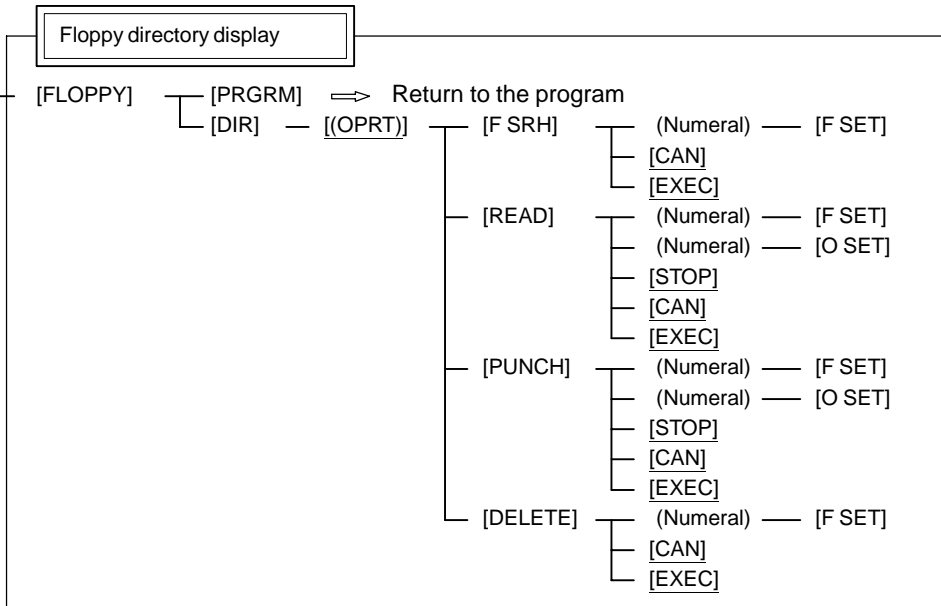 Floppy directory display
[FLOPPY] [PRGRM] Return to the program
[DIR] [(OPRT)] [F SRH] (Numeral) [F SET]
[CAN]
[EXEC]
[READ] (Numeral) [F SET]
(Numeral) [O SET]
[STOP]
[CAN]
[EXEC]
[PUNCH] (Numeral) [F SET]
(Numeral) [O SET]
[STOP]
[CAN]
[EXEC]
[DELETE] (Numeral) [F SET]
[CAN]
[EXEC]